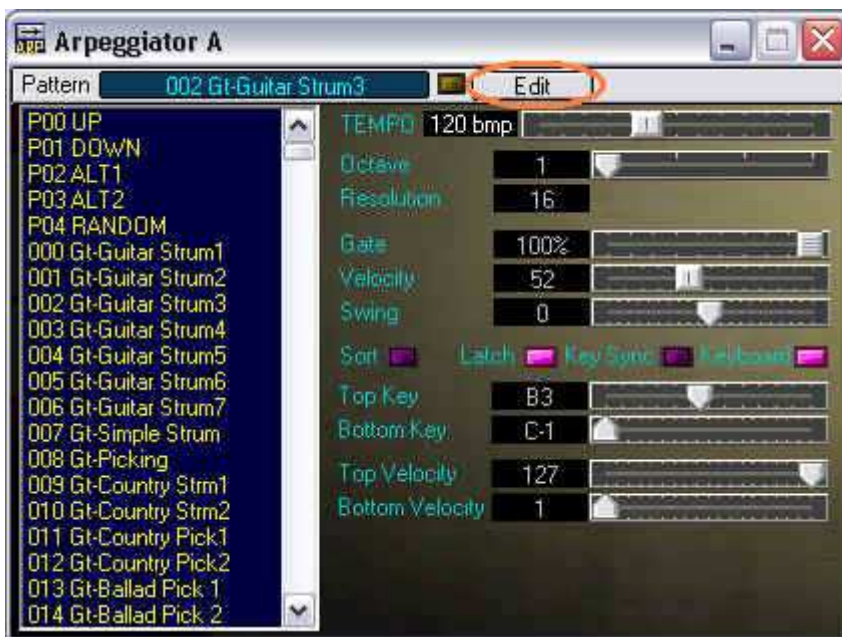 ARP Arpeggiator A
Pattern 002 Gt-Guitar Strum3 Edit
P00 UP
P01 DOWN
P02 ALT1
P03 ALT2
P04 RANDOM
000 Gt-Guitar Strum1
001 Gt-Guitar Strum2
002 Gt-Guitar Strum3
003 Gt-Guitar Strum4
004 Gt-Guitar Strum5
005 Gt-Guitar Strum6
006 Gt-Guitar Strum7
007 Gt-Simple Strum
008 Gt-Picking
009 Gt-Country Strm1
010 Gt-Country Strm2
011 Gt-Country Pick1
012 Gt-Country Pick2
013 Gt-Ballad Pick 1
014 Gt-Ballad Pick 2
TEMPO 120 bmp
Octave 1
Resolution 16
Gate 100%
Velocity 52
Swing 0
Sort Latch Key Sync Keyboard
Top Key B3
Bottom Key C-1
Top Velocity 127
Bottom Velocity 1